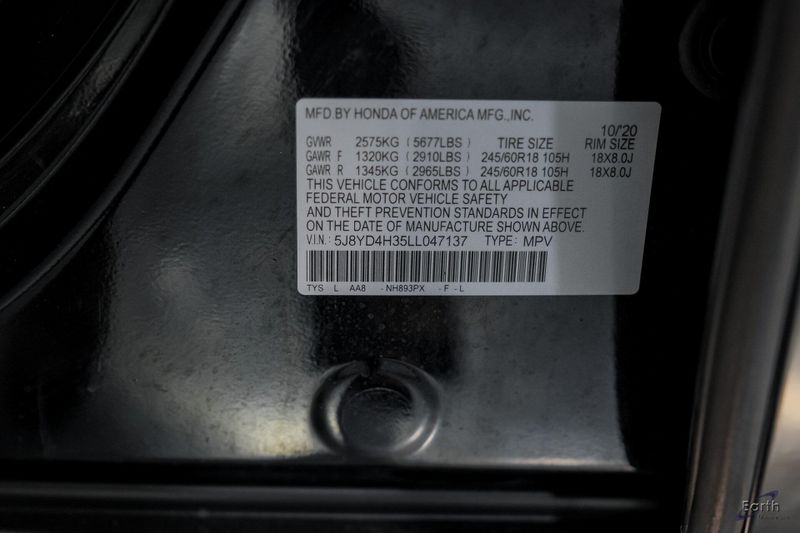 MFD.BY HONDA OF AMERICA MFG.,INC.
10/'20
GVWR 2575KG (5677LBS) TIRE SIZE RIM SIZE
GAWR F 1320KG (2910LBS) 245/60R18 105H 18X8.0J
GAWR R 1345KG (2965LBS) 245/60R18 105H 18X8.0J
THIS VEHICLE CONFORMS TO ALL APPLICABLE
FEDERAL MOTOR VEHICLE SAFETY
AND THEFT PREVENTION STANDARDS IN EFFECT
ON THE DATE OF MANUFACTURE SHOWN ABOVE.
V.I.N.: 5J8YD4H35LL047137 TYPE: MPV
TYS L AA8 -NH893PX -F -L
Earth